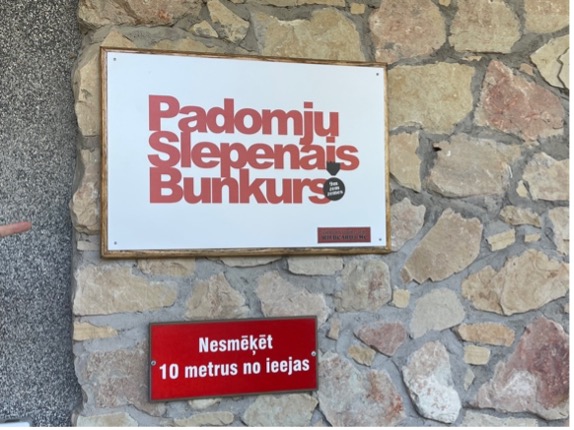 Padomju
Slepenais
Bunkurs
Nesmēķēt
10 metrus no ieejas